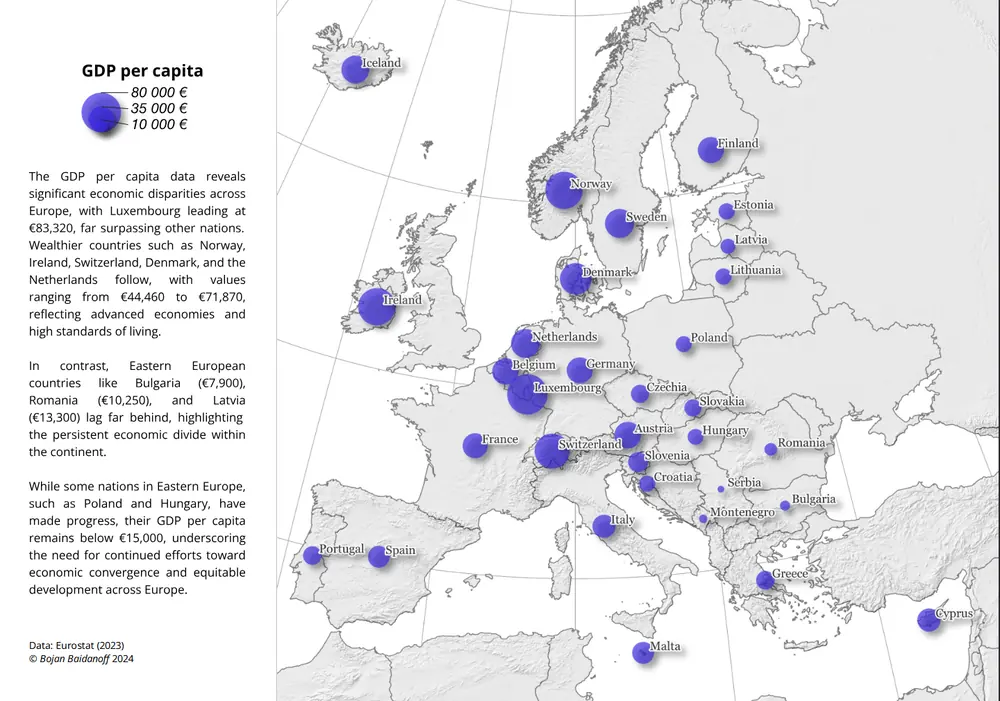 GDP per capita
80 000 €
35 000 €
10 000 €
The GDP per capita data reveals
significant economic disparities across
Europe, with Luxembourg leading at
€83,320, far surpassing other nations.
Wealthier countries such as Norway,
Ireland, Switzerland, Denmark, and the
Netherlands follow, with values
ranging from €44,460 to €71,870,
reflecting advanced economies and
high standards of living.
In contrast, Eastern European
countries like Bulgaria (€7,900),
Romania (€10,250), and Latvia
(€13,300) lag far behind, highlighting
the persistent economic divide within
the continent.
While some nations in Eastern Europe,
such as Poland and Hungary, have
made progress, their GDP per capita
remains below €15,000, underscoring
the need for continued efforts toward
economic convergence and equitable
development across Europe.
Data: Eurostat (2023)
© Bojan Baidanoff 2024
Iceland
Finland
Norway
Estonia
Sweden
Latvia
Lithuania
Denmark
Ireland
Netherlands
Poland
Belgium
Germany
Luxembourg
Czechia
Slovakia
Austria
Hungary
France
Switzerland
Romania
Slovenia
Croatia
Serbia
Bulgaria
Montenegro
Italy
Portugal
Spain
Greece
Cyprus
Malta